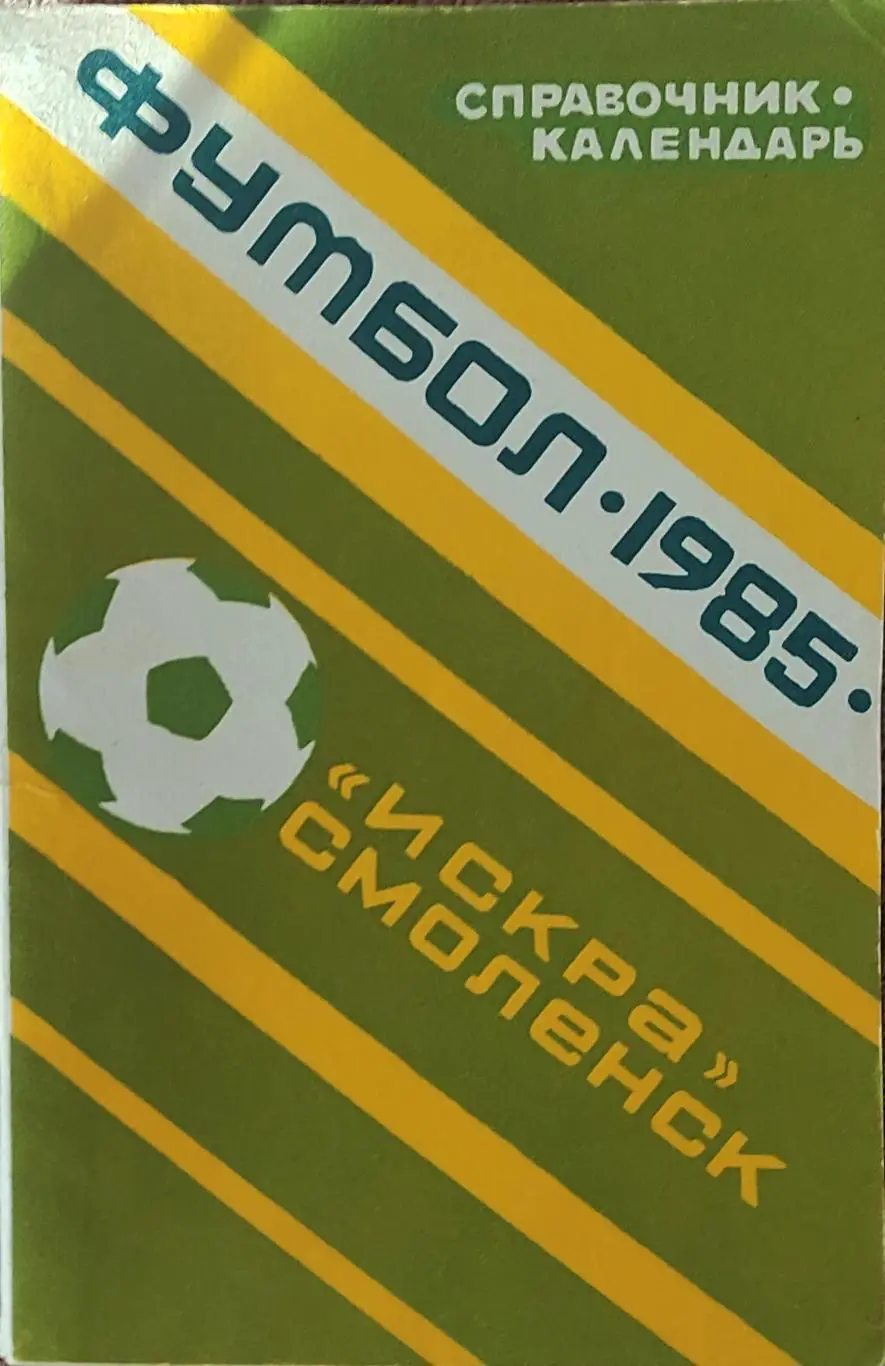 СПРАВОЧНИК•
КАЛЕНДАРЬ
ФУТБОЛ•1985•
«ИСКРА»
СМОЛЕНСК